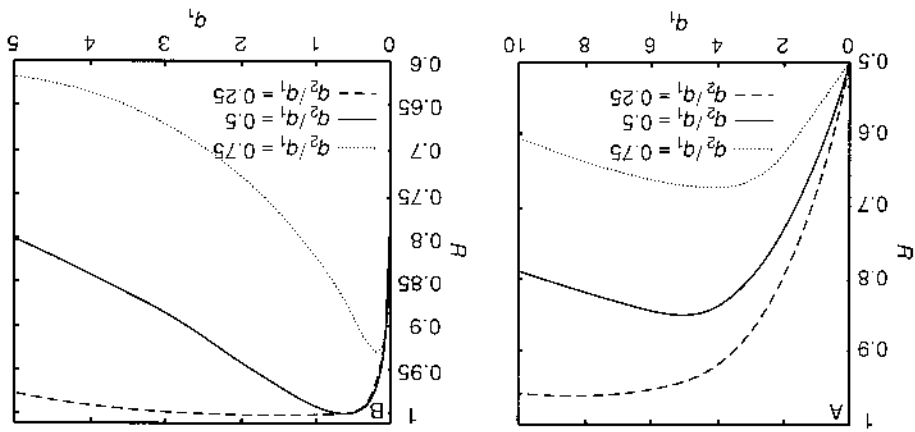 A
1
0.9
0.8
0.7
0.6
0.5
R
q₂/q₁ = 0.75
q₂/q₁ = 0.5
q₂/q₁ = 0.25
0 2 4 6 8 10
q₁
B
1
0.95
0.9
0.85
0.8
0.75
0.7
0.65
0.6
R
q₂/q₁ = 0.75
q₂/q₁ = 0.5
q₂/q₁ = 0.25
0 1 2 3 4 5
q₁